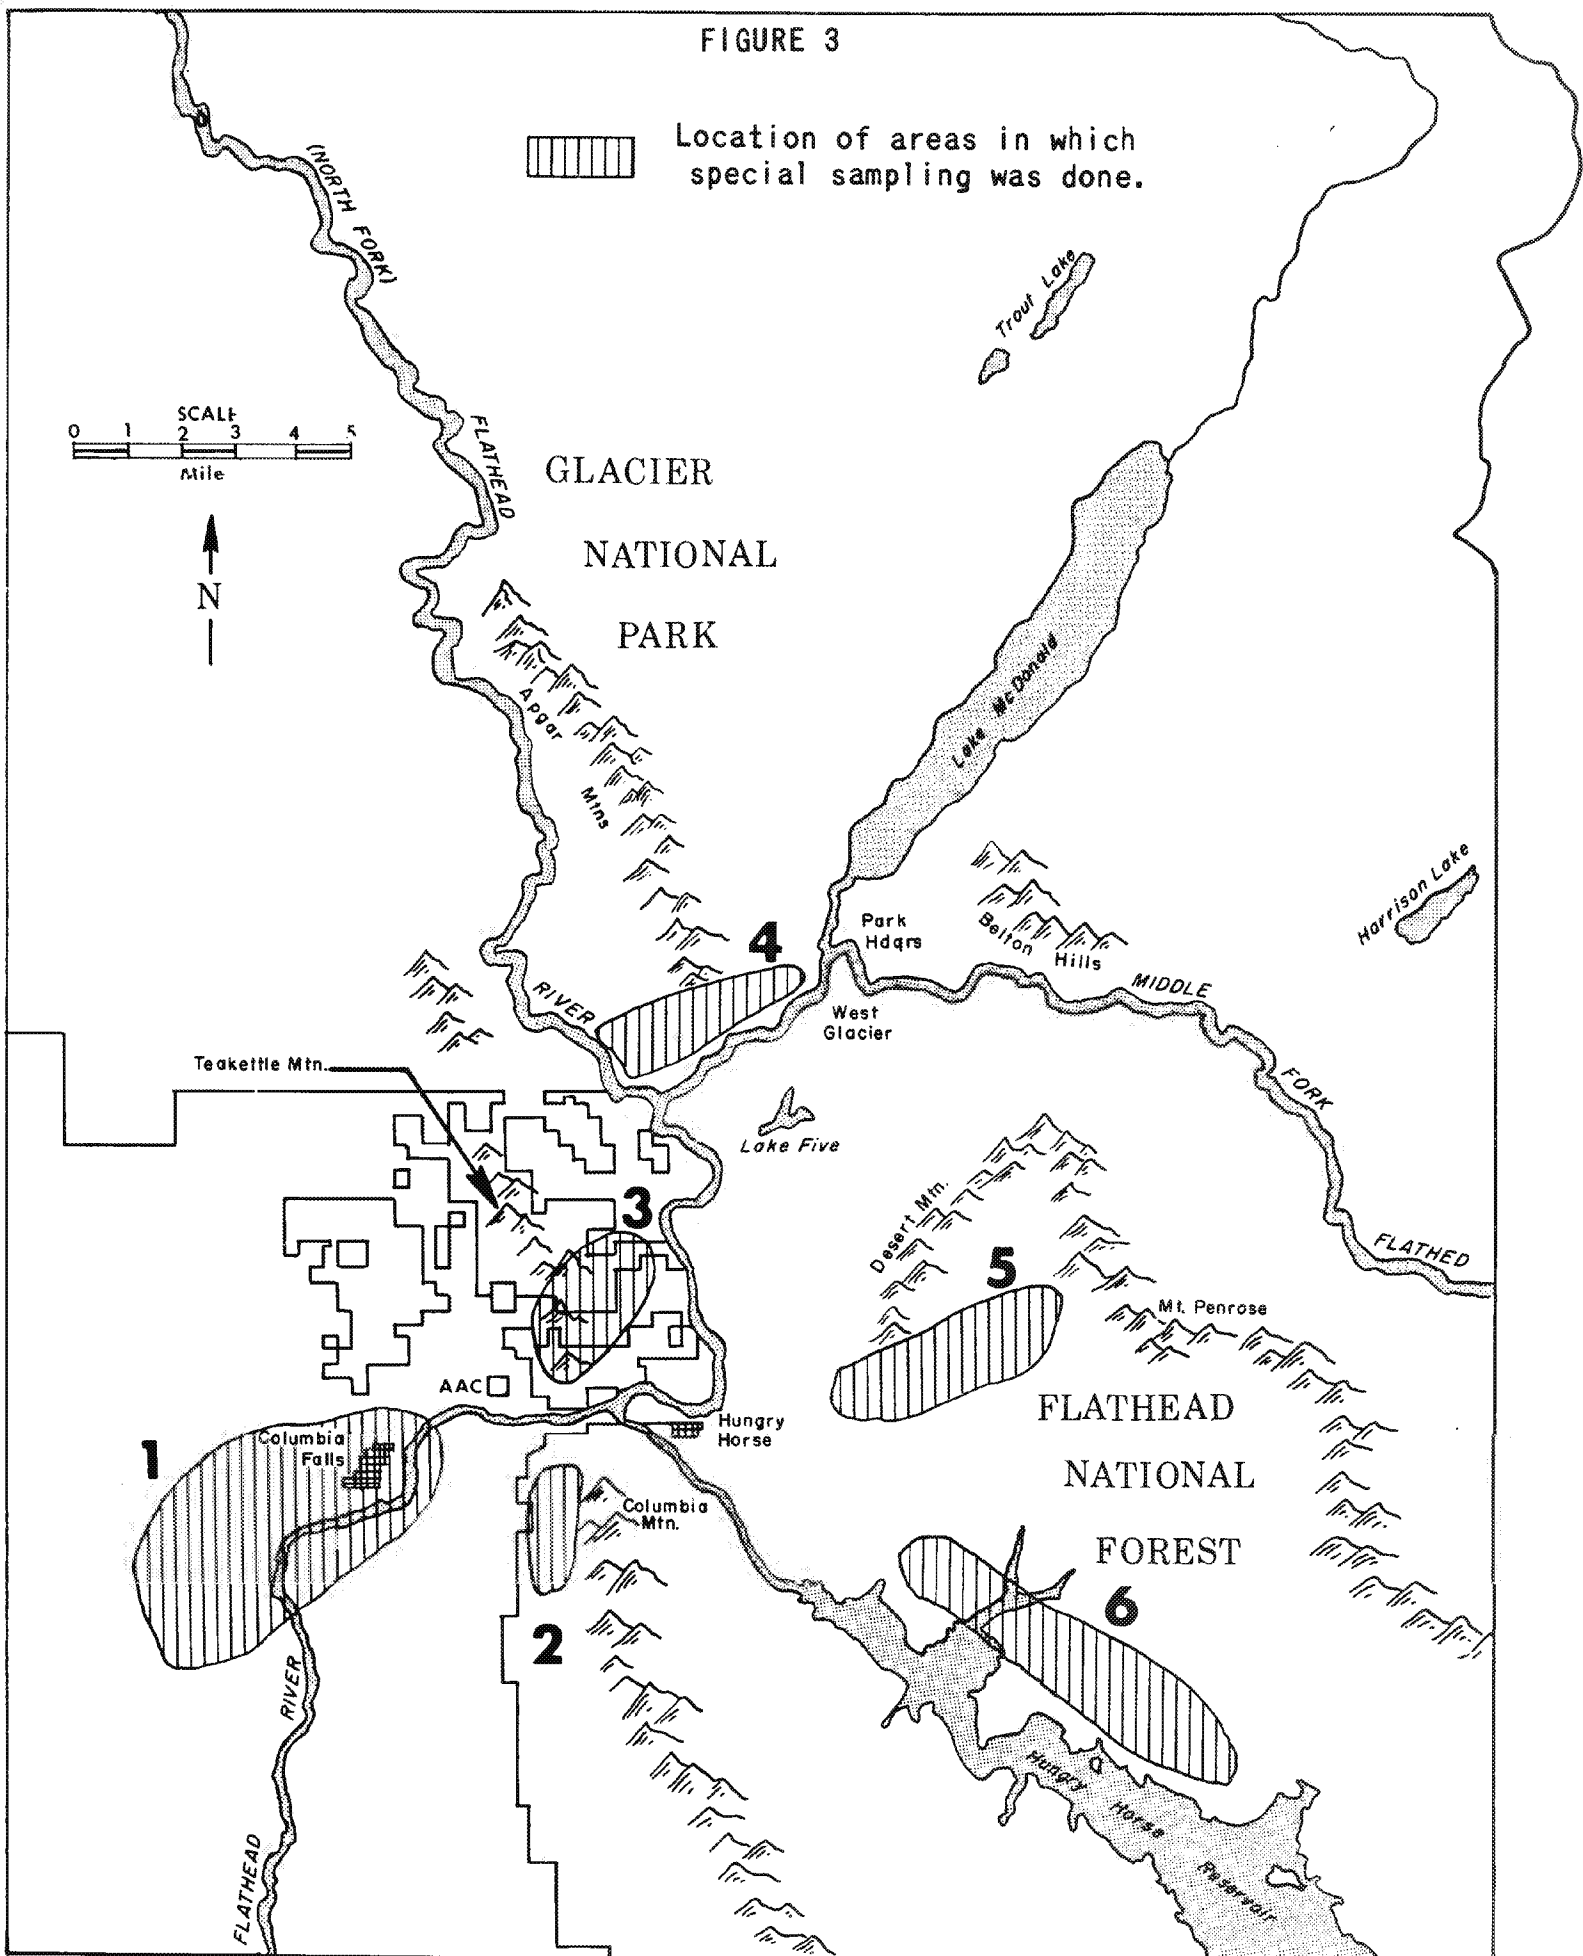 FIGURE 3
Location of areas in which
special sampling was done.
(NORTH FORK)
Trout Lake
SCALE
0 1 2 3 4 5
Mile
FLATHEAD
GLACIER
NATIONAL
PARK
N
Apgar
Mtns
Lake McDonald
Harrison Lake
4
Park
Hdqrs
Belton
Hills
RIVER
MIDDLE
West
Glacier
Teakettle Mtn.
FORK
Lake Five
3
Desert Mtn.
FLATHED
5
Mt. Penrose
AAC
FLATHEAD
NATIONAL
FOREST
Hungry
Horse
1
Columbia
Falls
Columbia
Mtn.
2
6
RIVER
Hungry
Horse
Reservoir
FLATHEAD